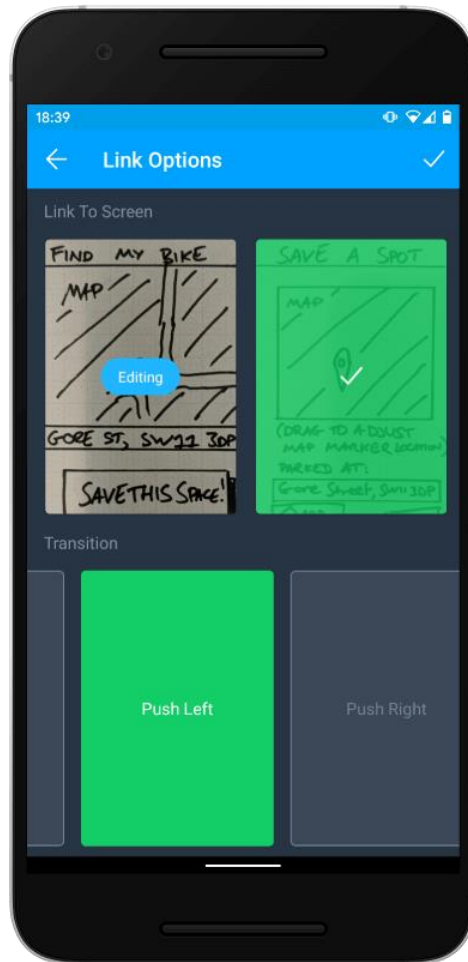 18:39
Link Options
Link To Screen
FIND MY BIKE
MAP
Editing
GORE ST, SW11 3DP
SAVE THIS SPACE!
SAVE A SPOT
MAP
(DRAG TO ADJUST
MAP MARKER LOCATION)
PARKED AT:
Gore Street, SW11 3DP
Transition
Push Left
Push Right